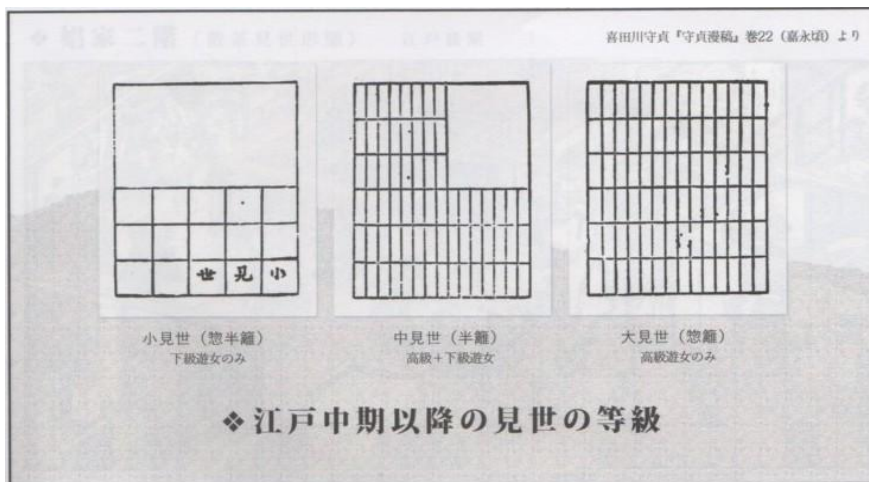 喜田川守貞『守貞漫稿』巻22（嘉永頃）より
世 見 小
小見世（惣半籬）
下級遊女のみ
中見世（半籬）
高級＋下級遊女
大見世（惣籬）
高級遊女のみ
❖江戸中期以降の見世の等級